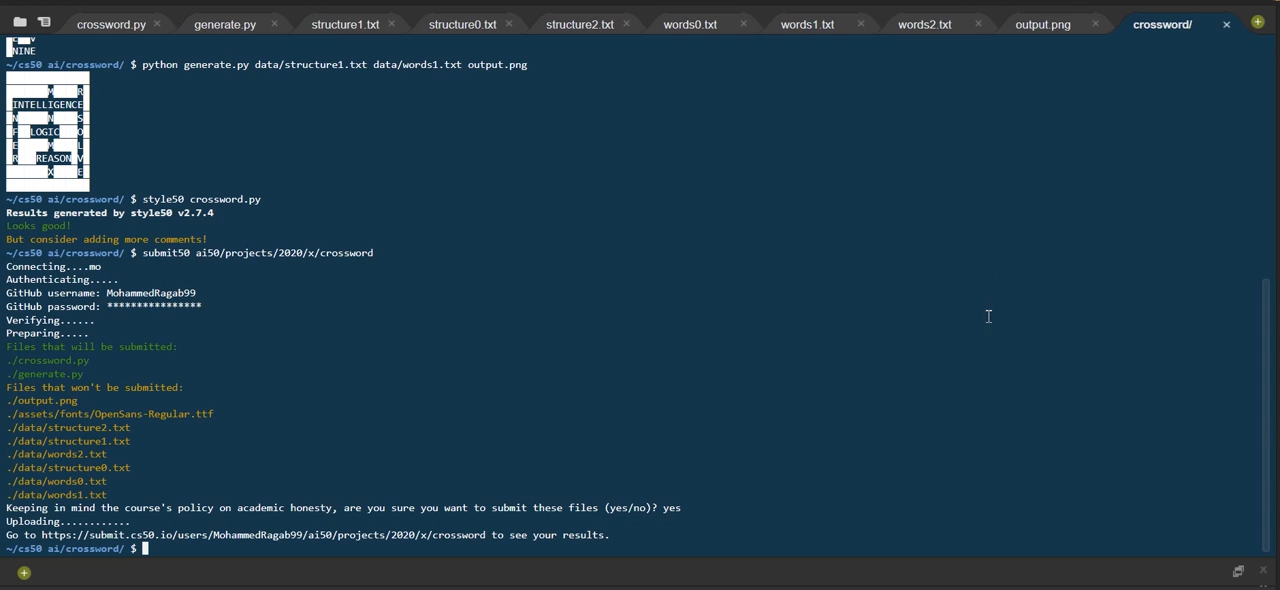 crossword.py generate.py structure1.txt structure0.txt structure2.txt words0.txt words1.txt words2.txt output.png crossword/
NINE
~/cs50 ai/crossword/ $ python generate.py data/structure1.txt data/words1.txt output.png
M R
INTELLIGENCE
N N S
F LOGIC O
E M L
R REASON V
X E
~/cs50 ai/crossword/ $ style50 crossword.py
Results generated by style50 v2.7.4
Looks good!
But consider adding more comments!
~/cs50 ai/crossword/ $ submit50 ai50/projects/2020/x/crossword
Connecting....mo
Authenticating.....
GitHub username: MohammedRagab99
GitHub password: ****************
Verifying......
Preparing.....
Files that will be submitted:
./crossword.py
./generate.py
Files that won't be submitted:
./output.png
./assets/fonts/OpenSans-Regular.ttf
./data/structure2.txt
./data/structure1.txt
./data/words2.txt
./data/structure0.txt
./data/words0.txt
./data/words1.txt
Keeping in mind the course's policy on academic honesty, are you sure you want to submit these files (yes/no)? yes
Uploading............
Go to https://submit.cs50.io/users/MohammedRagab99/ai50/projects/2020/x/crossword to see your results.
~/cs50 ai/crossword/ $